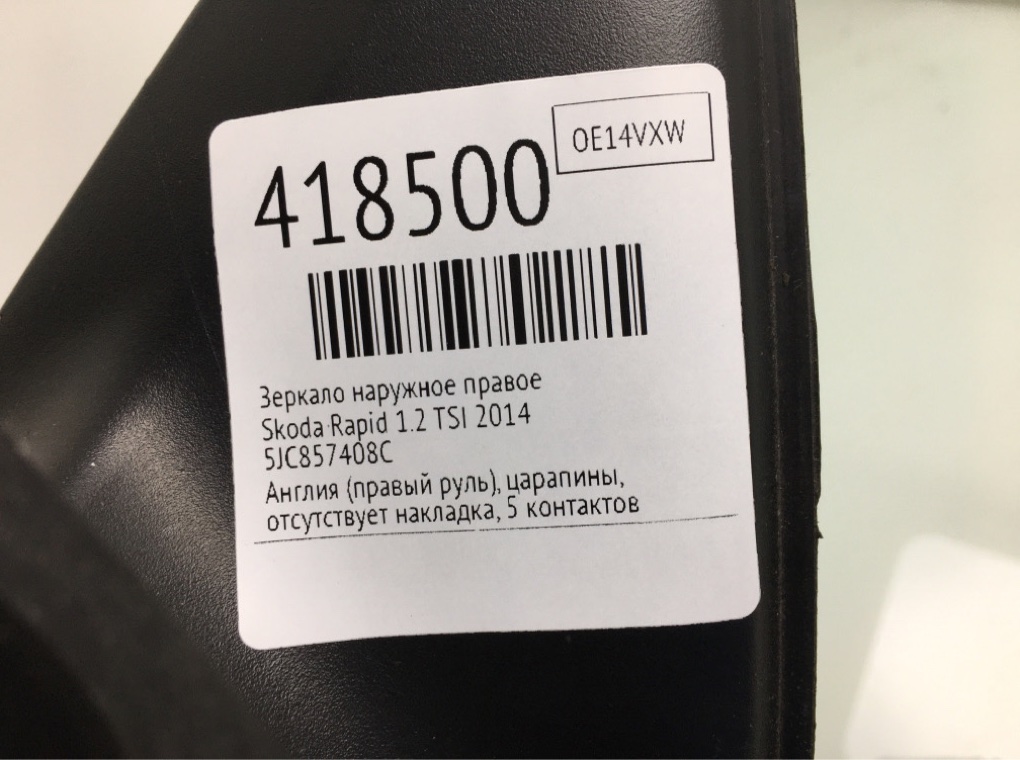 OE14VXW
418500
Зеркало наружное правое
Skoda Rapid 1.2 TSI 2014
5JC857408C
Англия (правый руль), царапины,
отсутствует накладка, 5 контактов